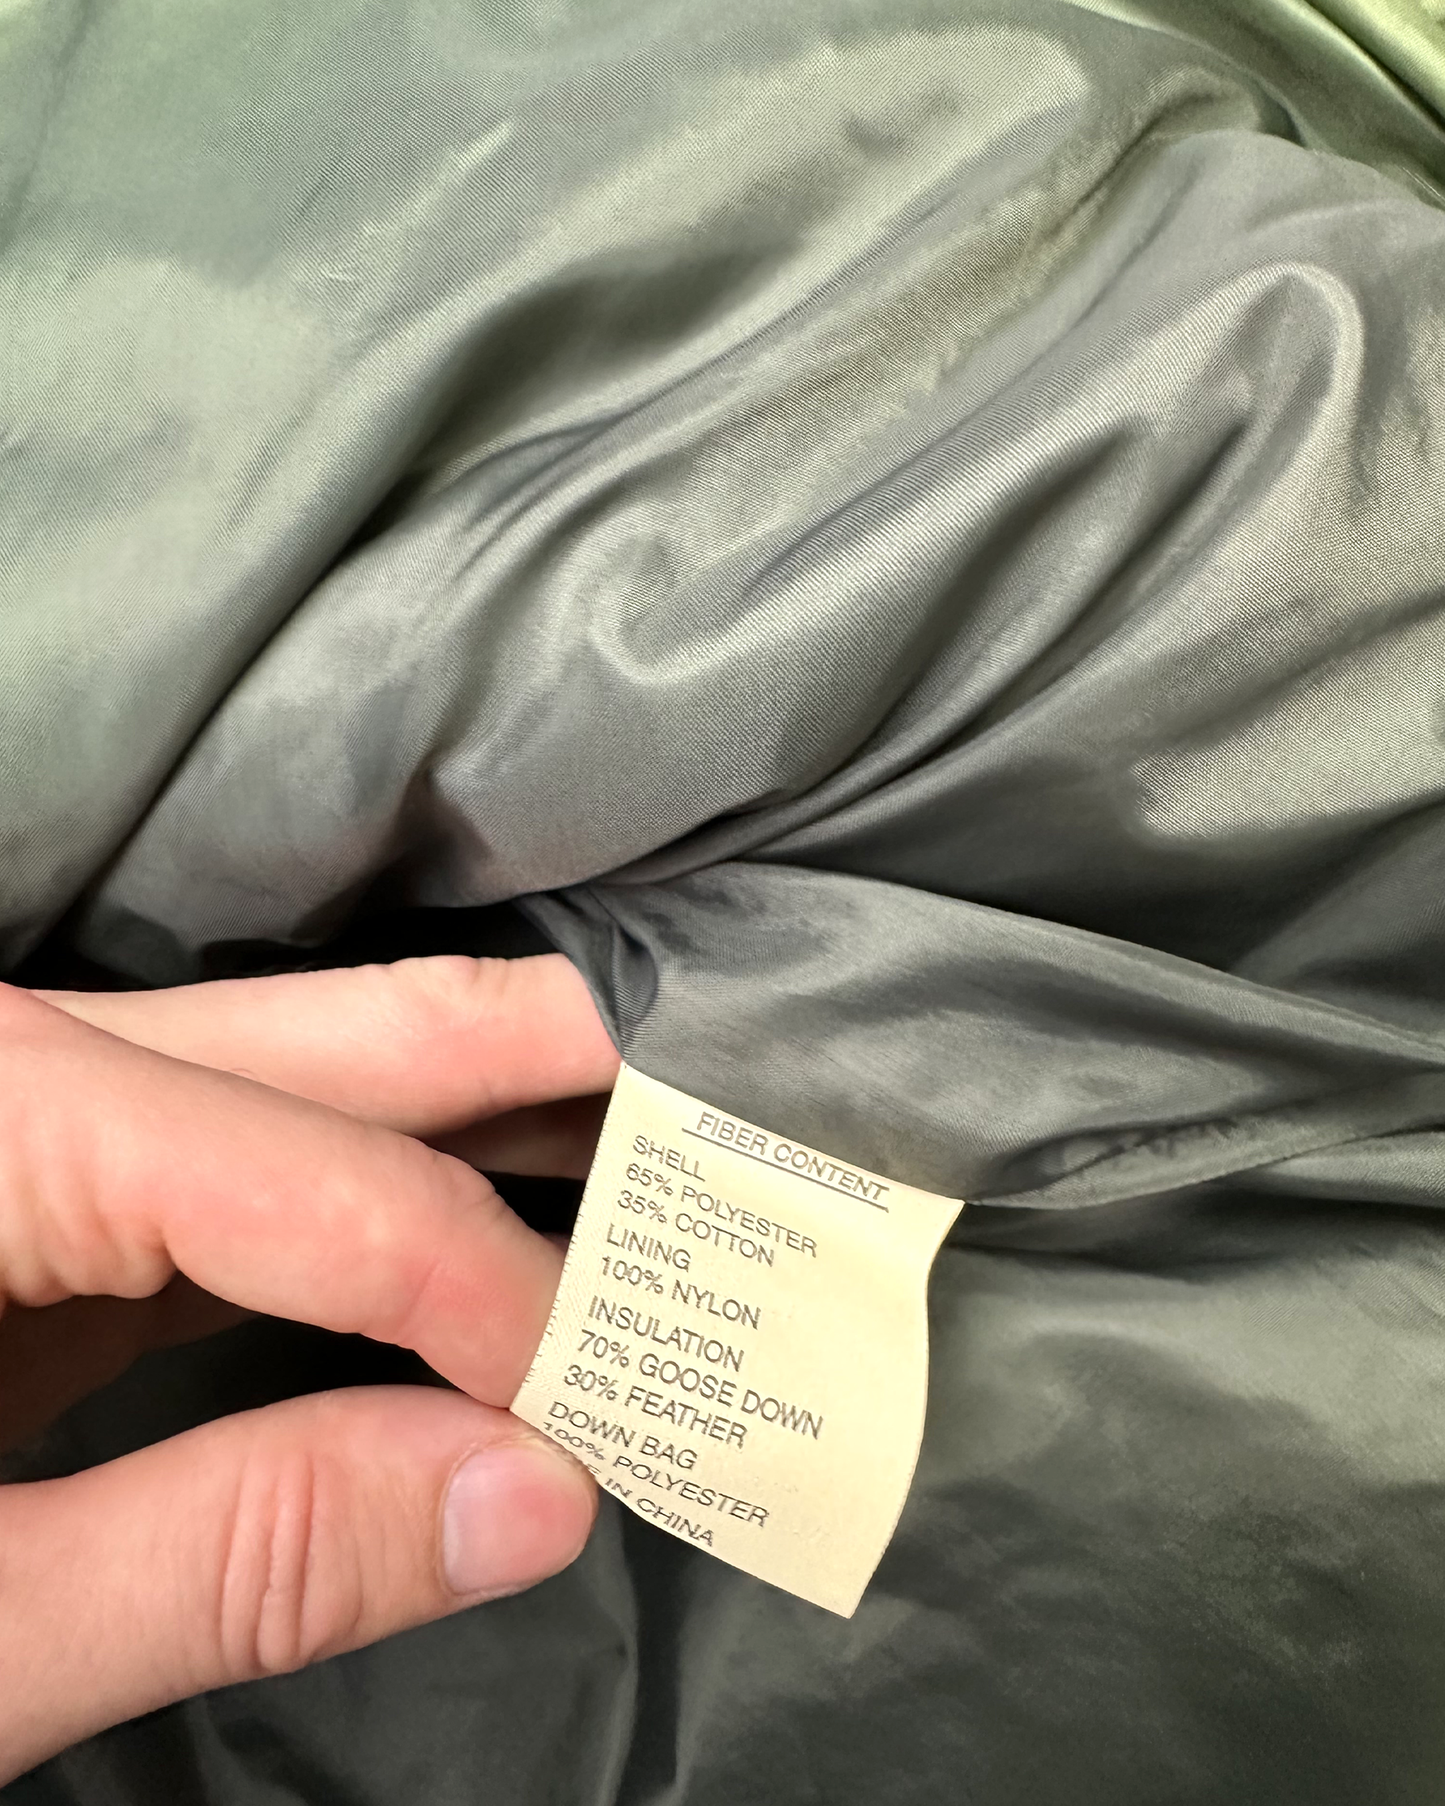 FIBER CONTENT
SHELL
65% POLYESTER
35% COTTON
LINING
100% NYLON
INSULATION
70% GOOSE DOWN
30% FEATHER
DOWN BAG
100% POLYESTER
IN CHINA